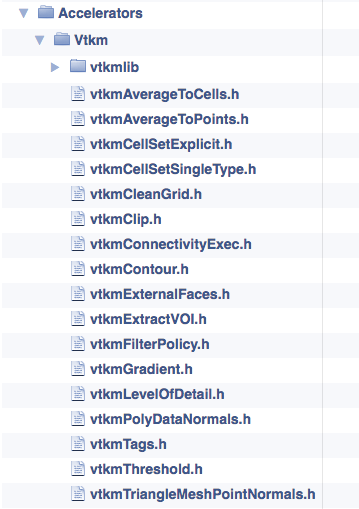 Accelerators
Vtkm
vtkmlib
vtkmAverageToCells.h
vtkmAverageToPoints.h
vtkmCellSetExplicit.h
vtkmCellSetSingleType.h
vtkmCleanGrid.h
vtkmClip.h
vtkmConnectivityExec.h
vtkmContour.h
vtkmExternalFaces.h
vtkmExtractVOI.h
vtkmFilterPolicy.h
vtkmGradient.h
vtkmLevelOfDetail.h
vtkmPolyDataNormals.h
vtkmTags.h
vtkmThreshold.h
vtkmTriangleMeshPointNormals.h